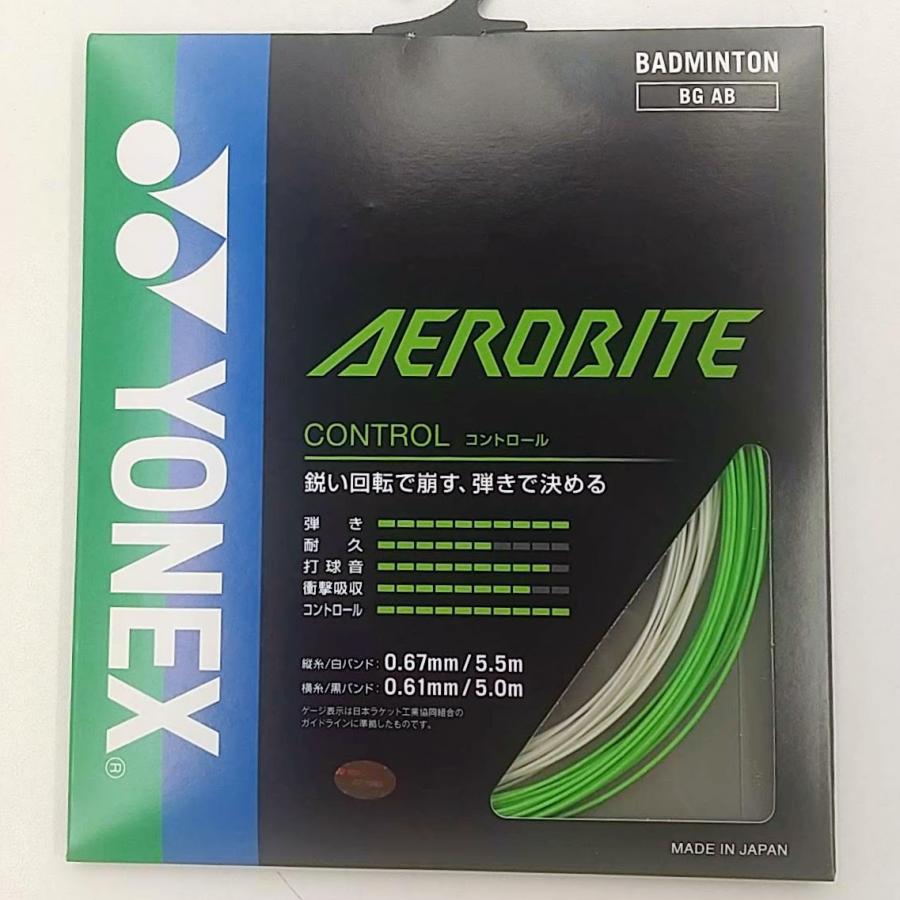 BADMINTON
BG AB
YONEX®
AEROBITE
CONTROL コントロール
鋭い回転で崩す、弾きで決める
弾き
耐久
打球音
衝撃吸収
コントロール
縦糸/白バンド: 0.67mm/5.5m
横糸/黒バンド: 0.61mm/5.0m
ゲージ表示は日本ラケット工業協同組合の
ガイドラインに準拠したものです。
MADE IN JAPAN